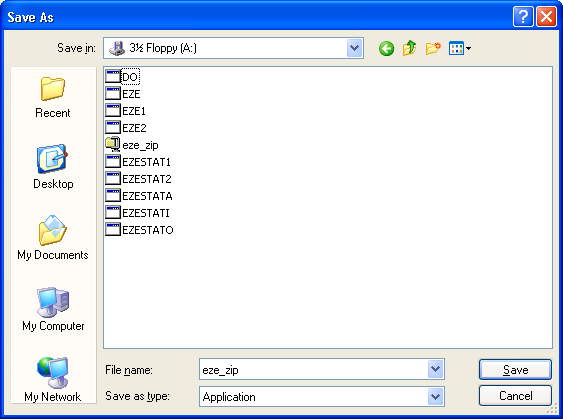 Save As
Save in: 3½ Floppy (A:)
Recent
Desktop
My Documents
My Computer
My Network
DO
EZE
EZE1
EZE2
eze_zip
EZESTAT1
EZESTAT2
EZESTATA
EZESTATI
EZESTATO
File name: eze_zip Save
Save as type: Application Cancel